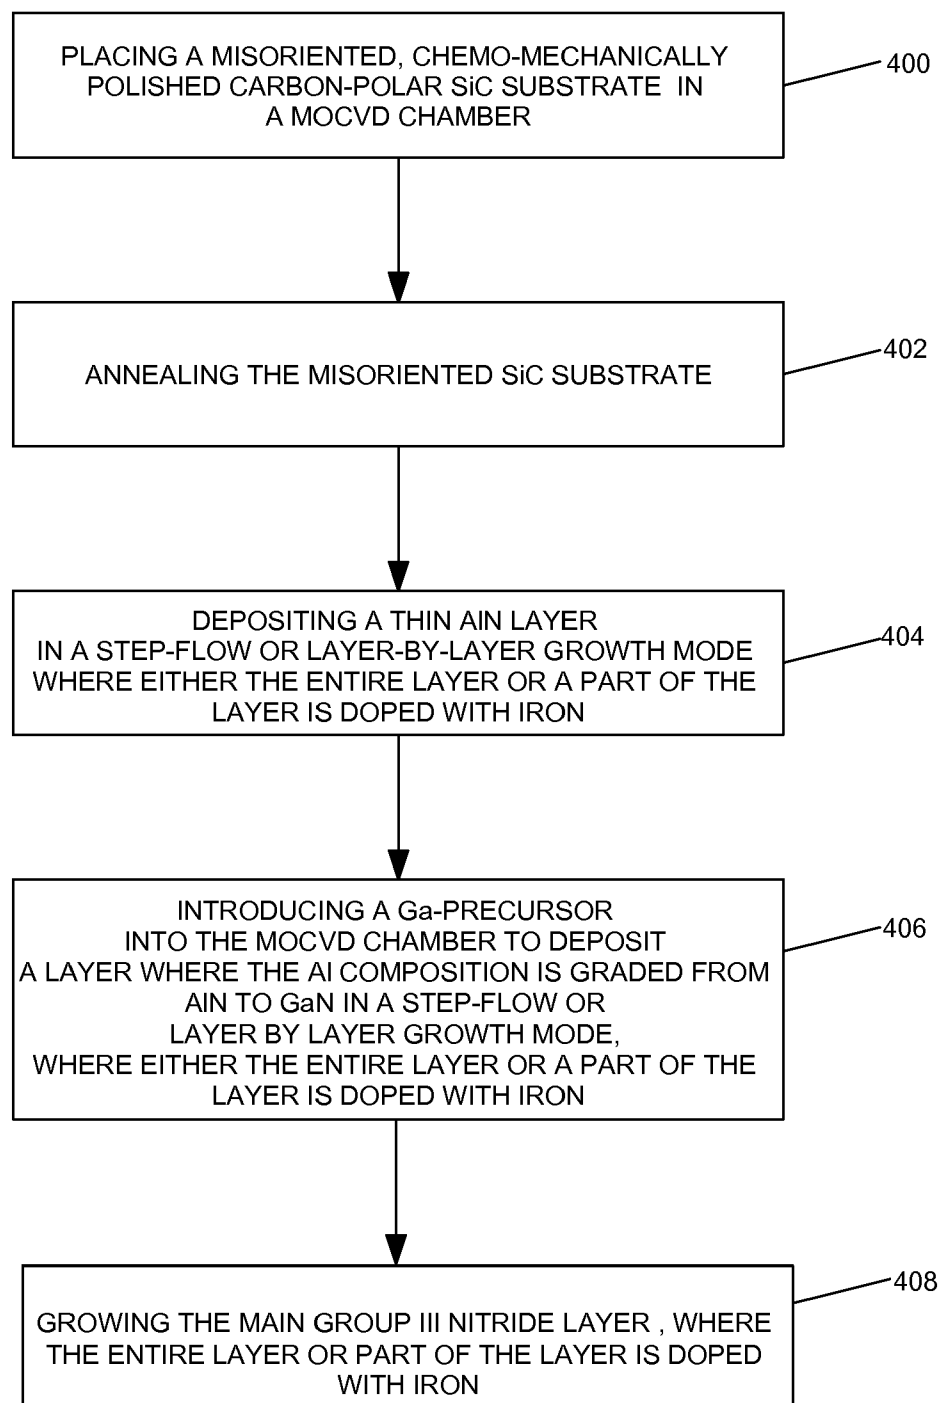 PLACING A MISORIENTED, CHEMO-MECHANICALLY
POLISHED CARBON-POLAR SiC SUBSTRATE IN
A MOCVD CHAMBER
400
ANNEALING THE MISORIENTED SiC SUBSTRATE
402
DEPOSITING A THIN AlN LAYER
IN A STEP-FLOW OR LAYER-BY-LAYER GROWTH MODE
WHERE EITHER THE ENTIRE LAYER OR A PART OF THE
LAYER IS DOPED WITH IRON
404
INTRODUCING A Ga-PRECURSOR
INTO THE MOCVD CHAMBER TO DEPOSIT
A LAYER WHERE THE Al COMPOSITION IS GRADED FROM
AlN TO GaN IN A STEP-FLOW OR
LAYER BY LAYER GROWTH MODE,
WHERE EITHER THE ENTIRE LAYER OR A PART OF THE
LAYER IS DOPED WITH IRON
406
GROWING THE MAIN GROUP III NITRIDE LAYER , WHERE
THE ENTIRE LAYER OR PART OF THE LAYER IS DOPED
WITH IRON
408